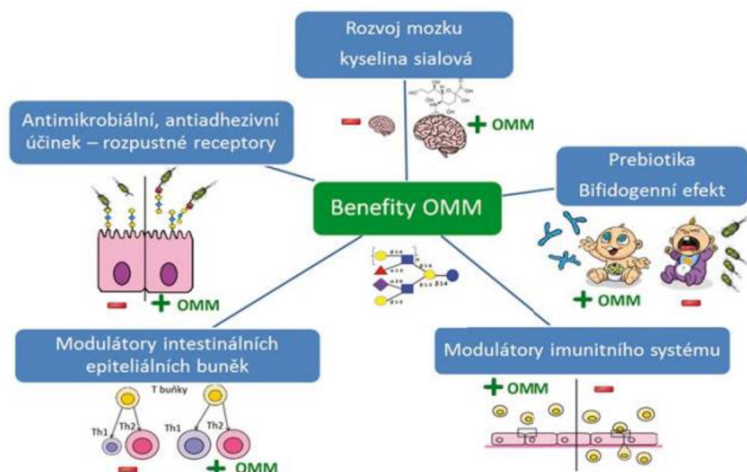 Rozvoj mozku
kyselina sialová
OMM
Antimikrobiální, antiadhezivní
účinek – rozpustné receptory
OMM
Benefity OMM
Prebiotika
Bifidogenní efekt
OMM
Modulátory intestinálních
epiteliálních buněk
T buňky
Th1
Th2
Th1
Th2
OMM
Modulátory imunitního systému
OMM